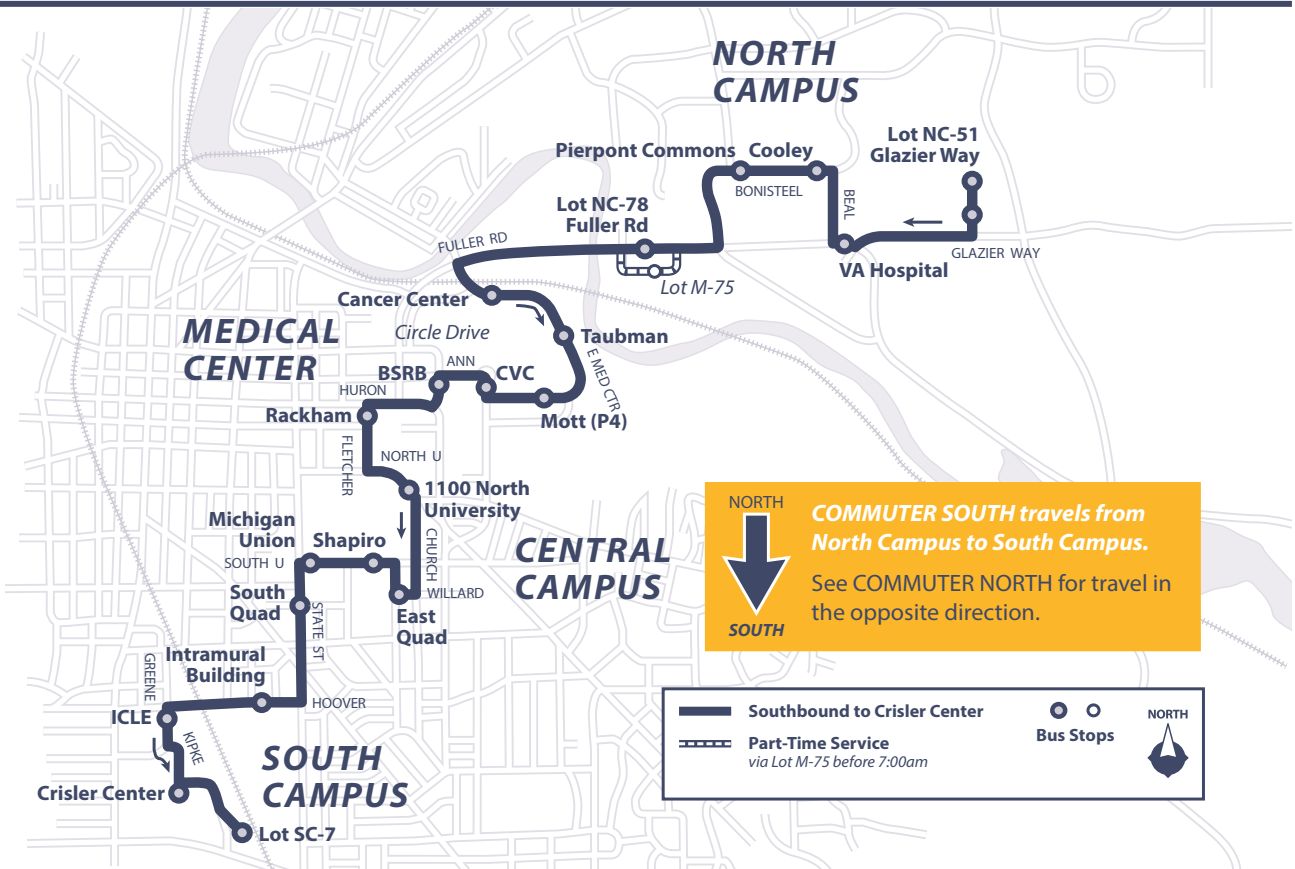 NORTH
CAMPUS
Lot NC-51
Glazier Way
Pierpont Commons
Cooley
BONISTEEL
BEAL
Lot NC-78
Fuller Rd
FULLER RD
GLAZIER WAY
VA Hospital
Lot M-75
Cancer Center
Circle Drive
Taubman
MEDICAL
CENTER
E MED CTR
ANN
BSRB
CVC
HURON
Mott (P4)
Rackham
FLETCHER
NORTH U
1100 North
University
Michigan
Union
Shapiro
SOUTH U
CHURCH
CENTRAL
CAMPUS
WILLARD
South
Quad
East
Quad
STATE ST
Intramural
Building
GREENE
HOOVER
ICLE
KIPKE
SOUTH
CAMPUS
Crisler Center
Lot SC-7
NORTH
SOUTH
COMMUTER SOUTH travels from
North Campus to South Campus.
See COMMUTER NORTH for travel in
the opposite direction.
Southbound to Crisler Center
Part-Time Service
via Lot M-75 before 7:00am
Bus Stops
NORTH